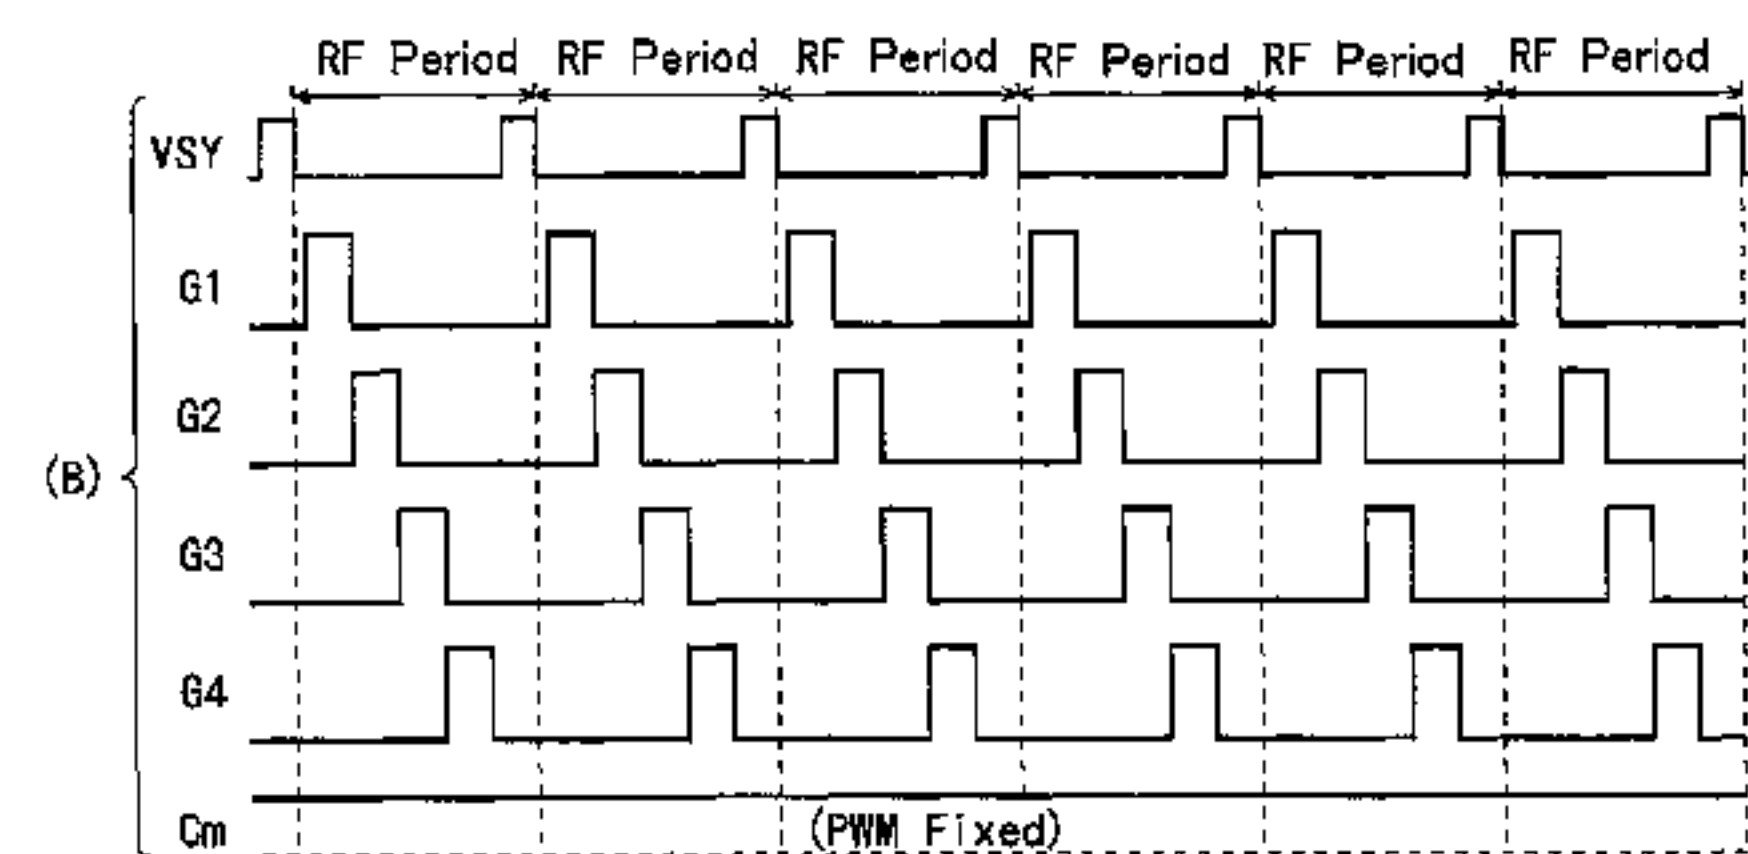 RF Period RF Period RF Period RF Period RF Period RF Period
VSY
G1
G2
(B)
G3
G4
Cm
(PWM Fixed)